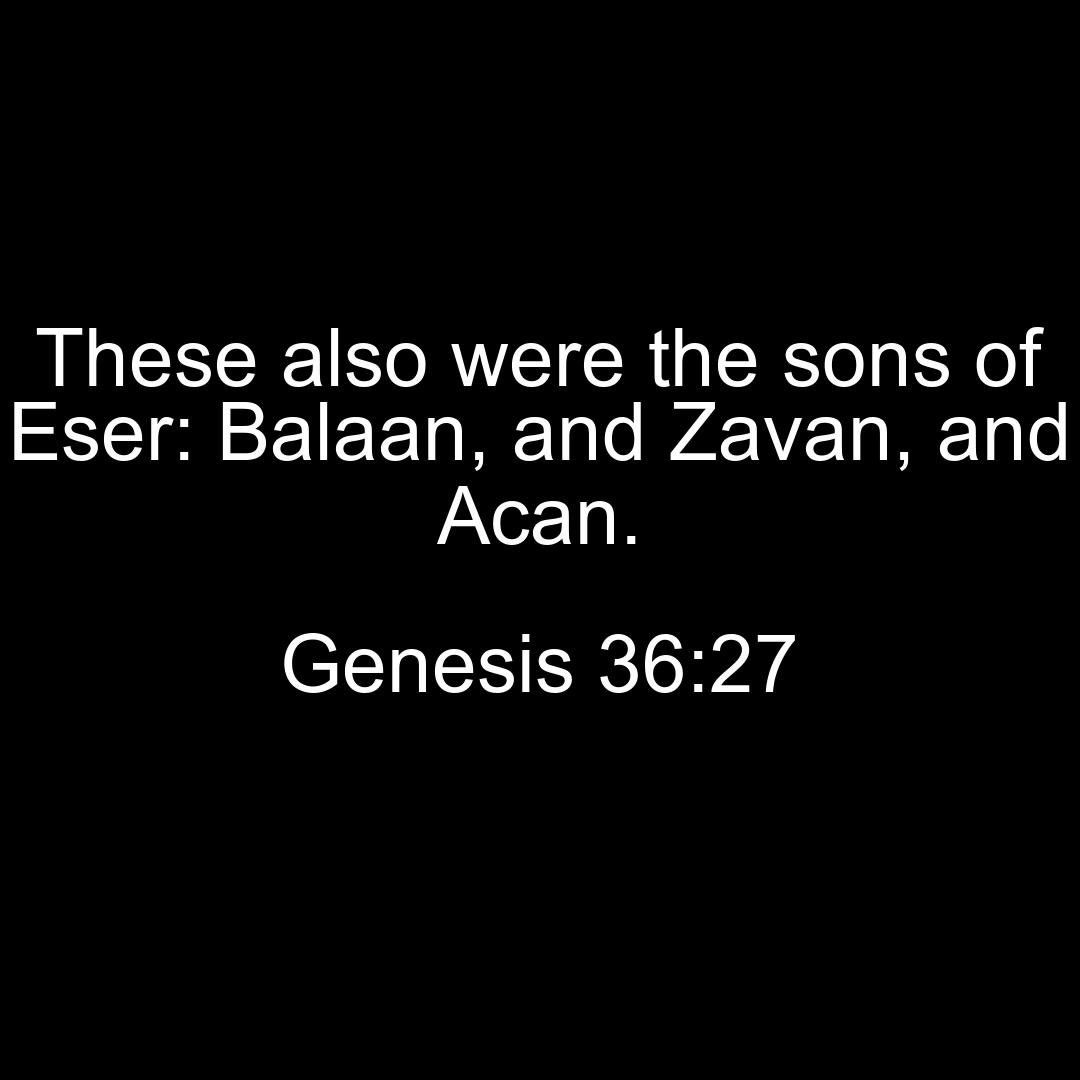 These also were the sons of
Eser: Balaan, and Zavan, and
Acan.
Genesis 36:27